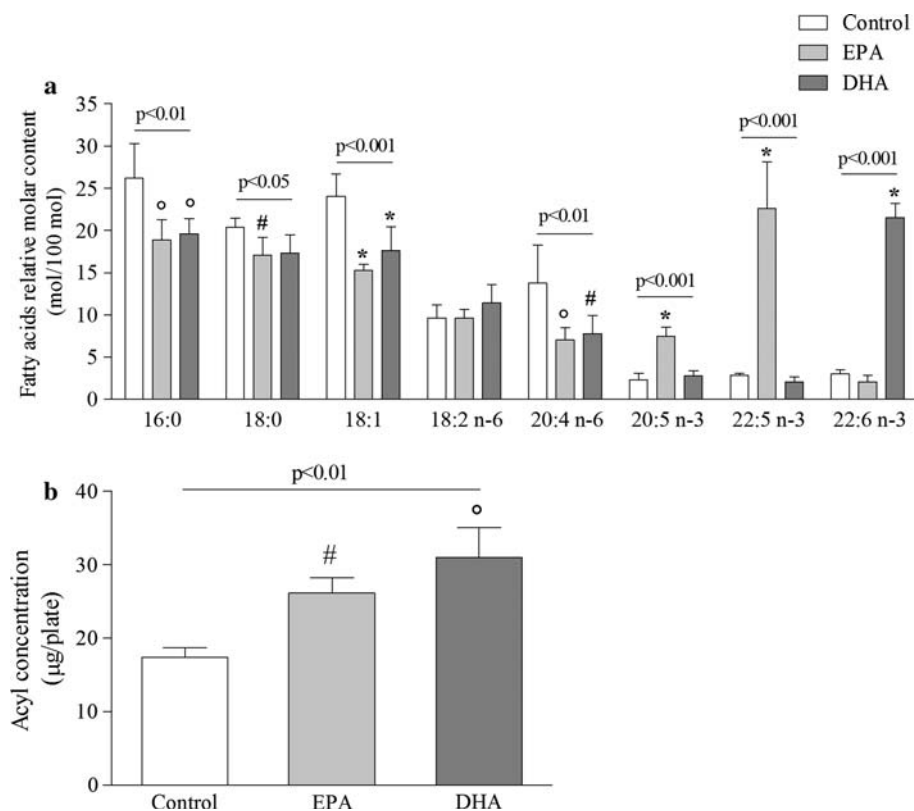 Control
EPA
DHA
a
Fatty acids relative molar content
(mol/100 mol)
35
30
25
20
15
10
5
0
p<0.01
p<0.05
p<0.001
p<0.01
p<0.001
p<0.001
p<0.001
° °
#
* *
° #
*
*
*
16:0 18:0 18:1 18:2 n-6 20:4 n-6 20:5 n-3 22:5 n-3 22:6 n-3
b
Acyl concentration
(µg/plate)
40
30
20
10
0
p<0.01
#
°
Control EPA DHA